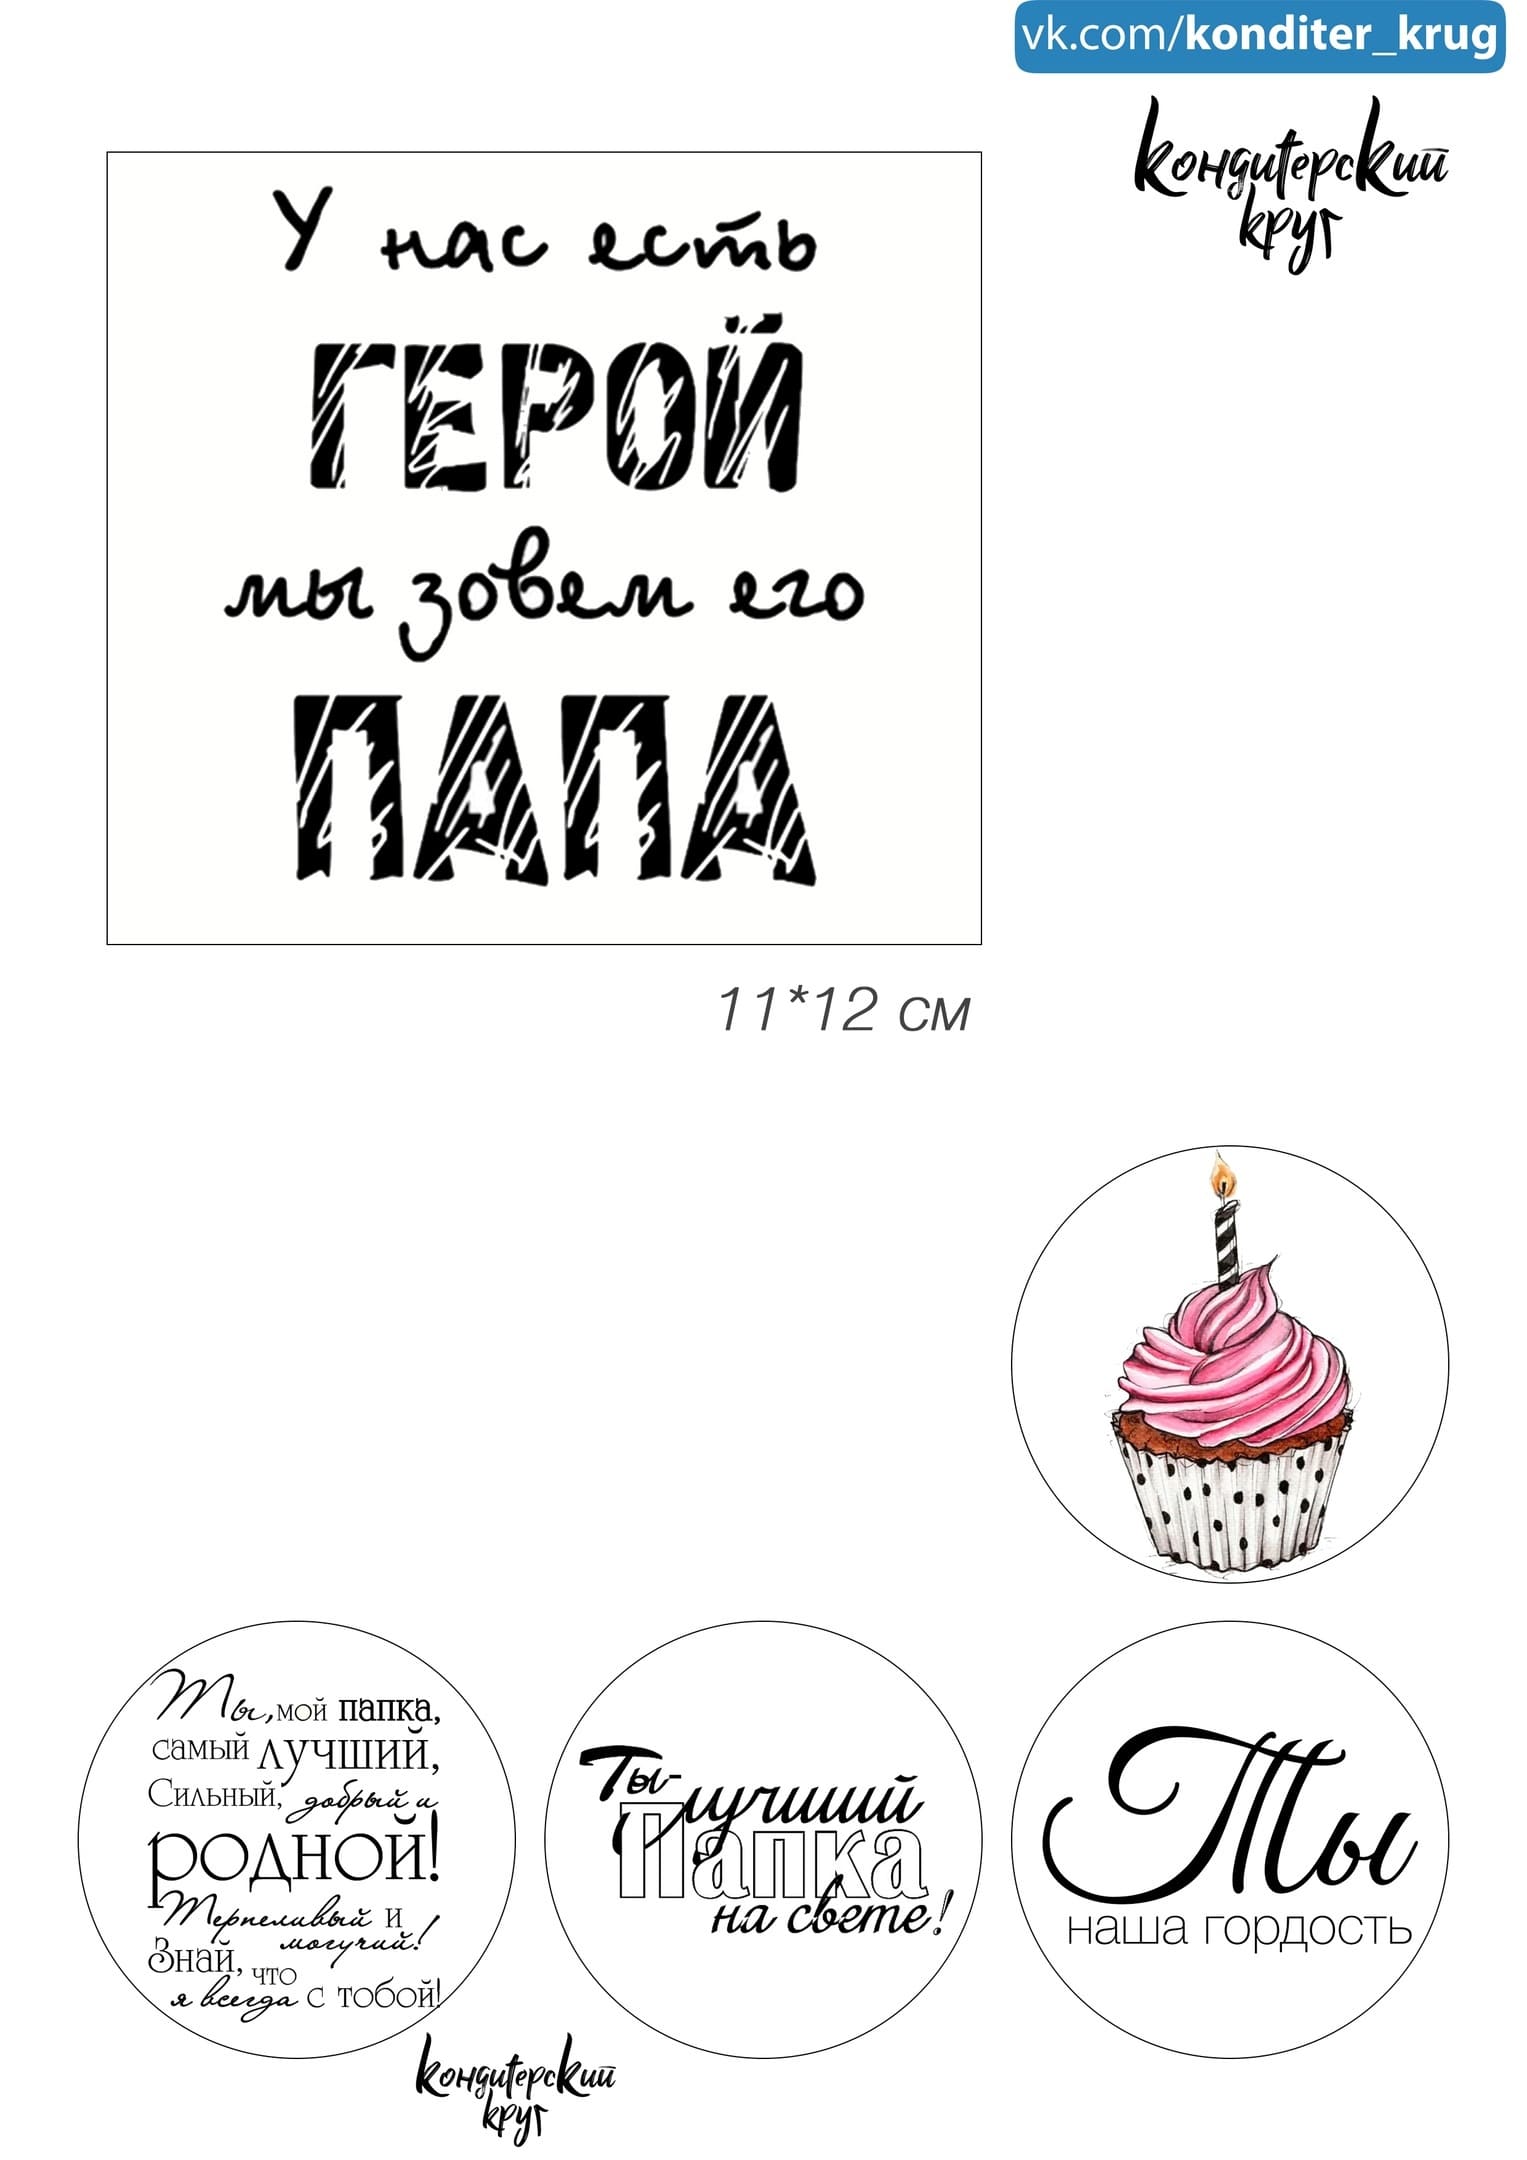 vk.com/konditer_krug
кондитерский
круг
У нас есть
ГЕРОЙ
мы зовем его
ПАПА
11*12 см
Ты, мой папка,
самый лучший,
Сильный, добрый и
родной!
Терпеливый и
могучий!
Знай, что
я всегда с тобой!
Ты-лучший
Папка
на свете!
Ты
наша гордость
кондитерский
круг